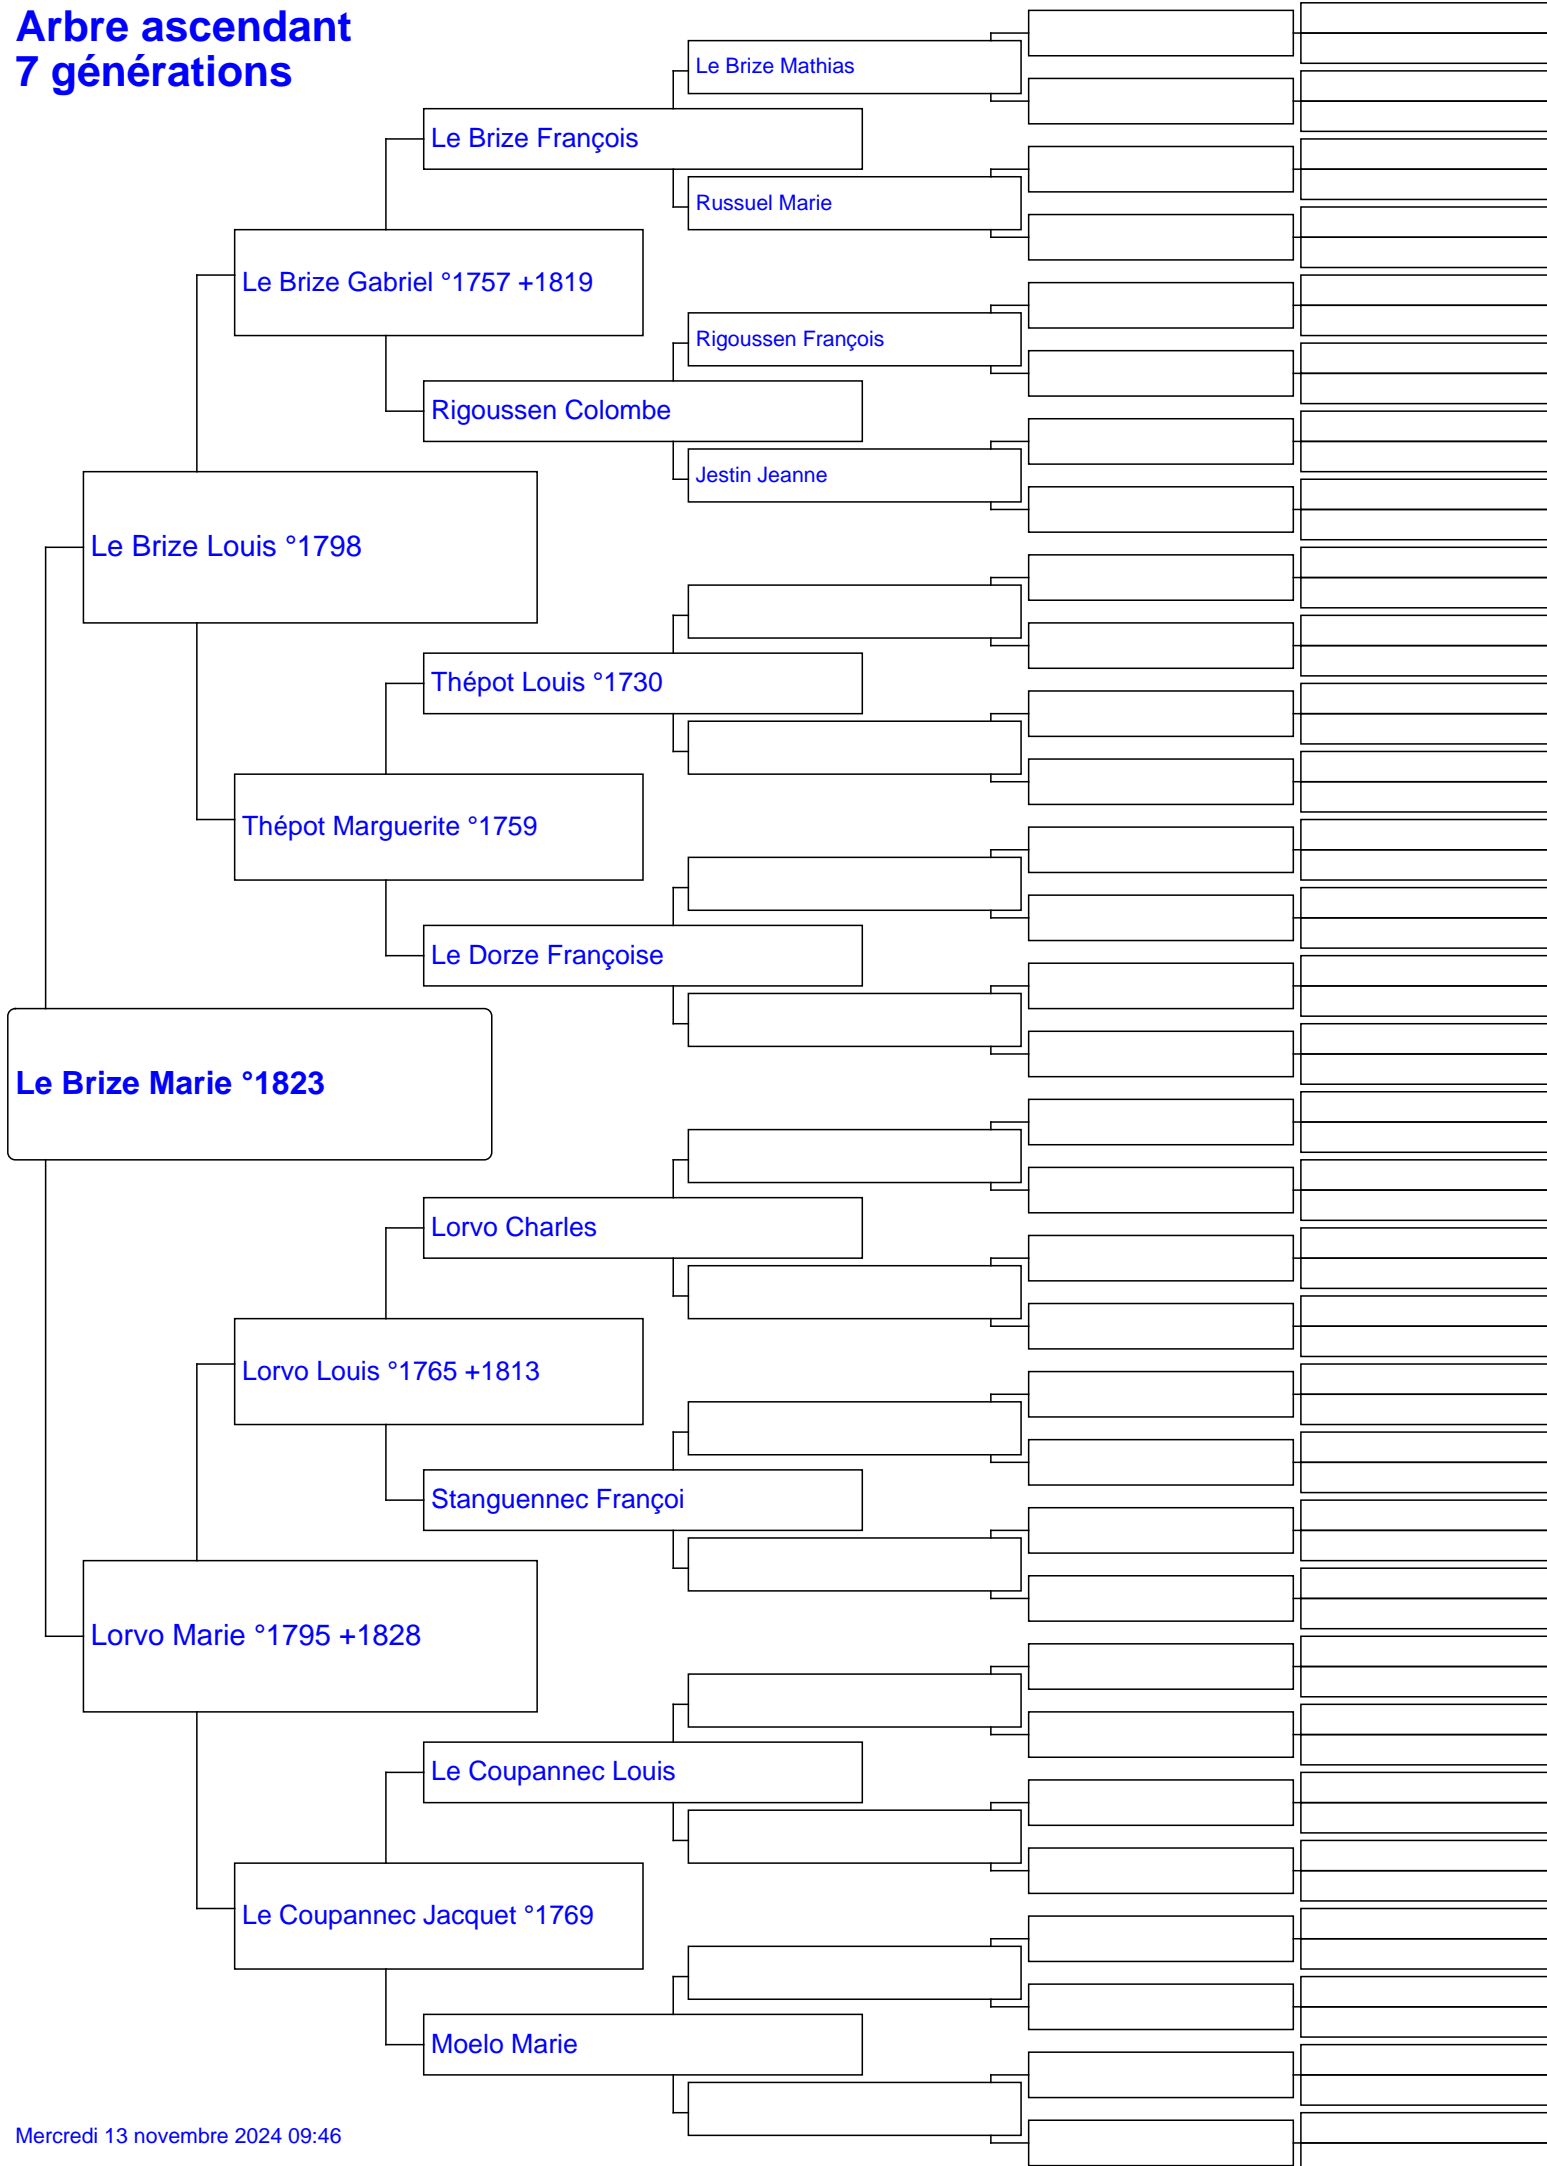 Arbre ascendant
7 générations
Le Brize Mathias
Le Brize François
Russuel Marie
Le Brize Gabriel °1757 +1819
Rigoussen François
Rigoussen Colombe
Jestin Jeanne
Le Brize Louis °1798
Thépot Louis °1730
Thépot Marguerite °1759
Le Dorze Françoise
Le Brize Marie °1823
Lorvo Charles
Lorvo Louis °1765 +1813
Stanguennec Françoi
Lorvo Marie °1795 +1828
Le Coupannec Louis
Le Coupannec Jacquet °1769
Moelo Marie
Mercredi 13 novembre 2024 09:46